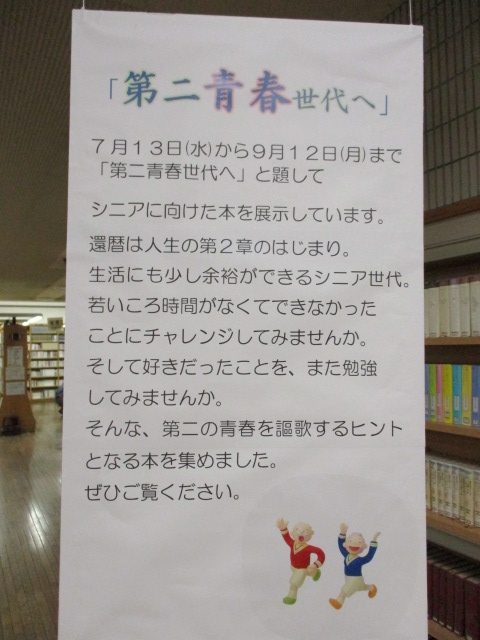 「第二青春世代へ」
７月１３日(水)から９月１２日(月)まで
「第二青春世代へ」と題して
シニアに向けた本を展示しています。
還暦は人生の第２章のはじまり。
生活にも少し余裕ができるシニア世代。
若いころ時間がなくてできなかった
ことにチャレンジしてみませんか。
そして好きだったことを、また勉強
してみませんか。
そんな、第二の青春を謳歌するヒント
となる本を集めました。
ぜひご覧ください。